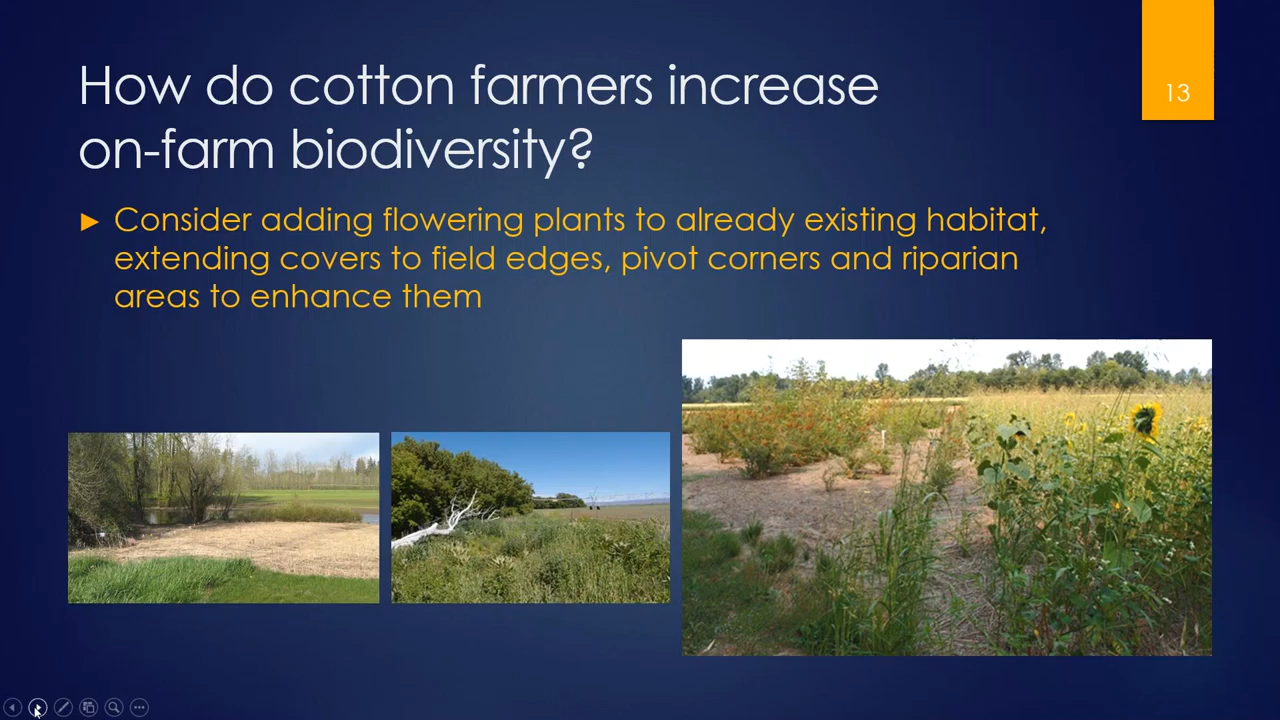 How do cotton farmers increase
on-farm biodiversity?
13
► Consider adding flowering plants to already existing habitat,
extending covers to field edges, pivot corners and riparian
areas to enhance them